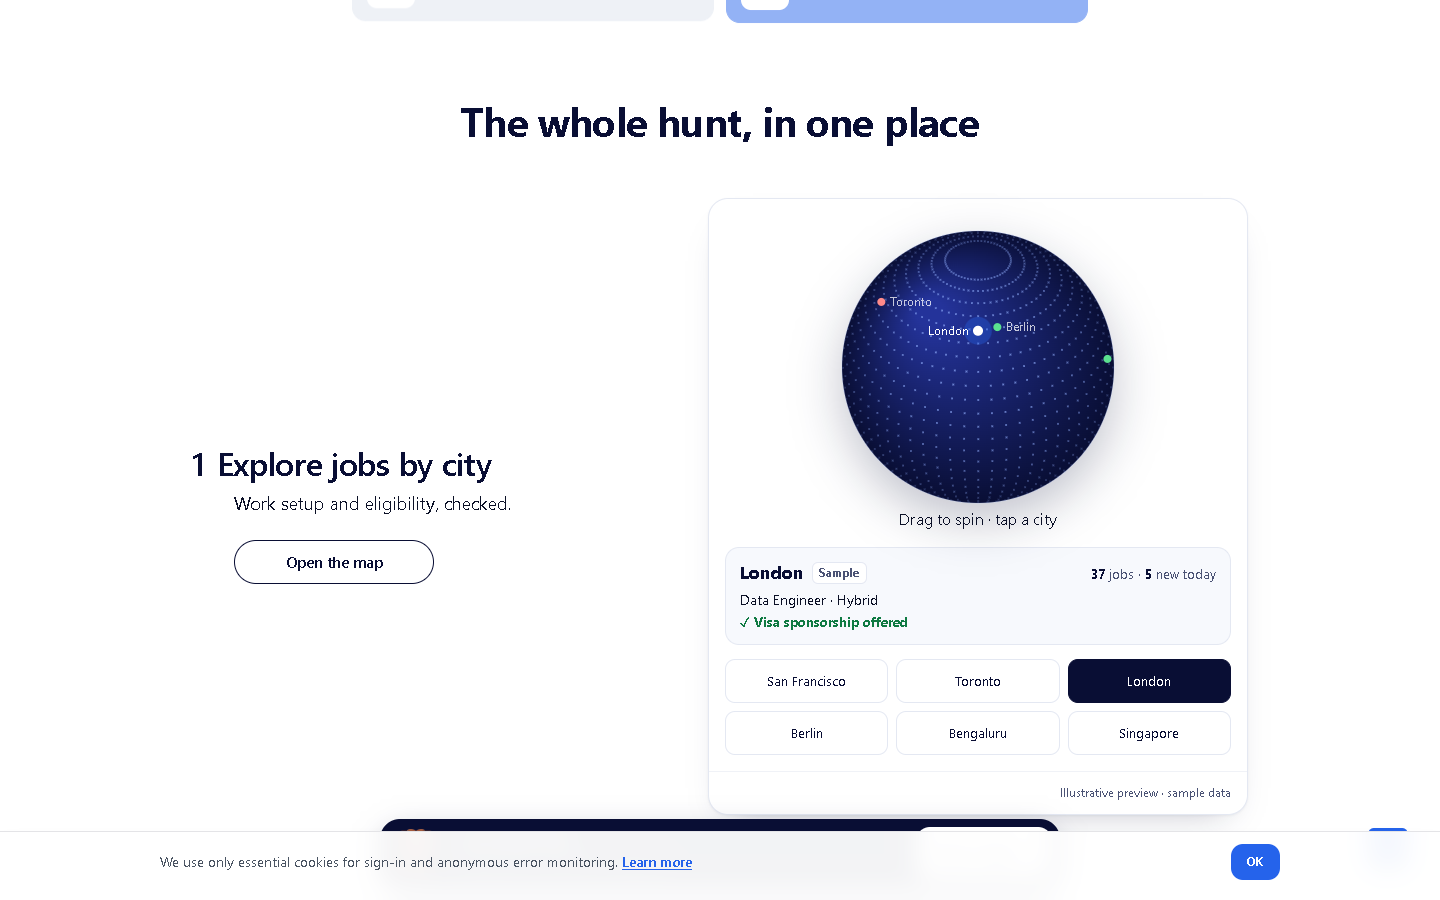 The whole hunt, in one place
Toronto
London
Berlin
1 Explore jobs by city
Work setup and eligibility, checked.
Open the map
Drag to spin · tap a city
London Sample 37 jobs · 5 new today
Data Engineer · Hybrid
✓ Visa sponsorship offered
San Francisco Toronto London
Berlin Bengaluru Singapore
Illustrative preview · sample data
We use only essential cookies for sign-in and anonymous error monitoring. Learn more OK